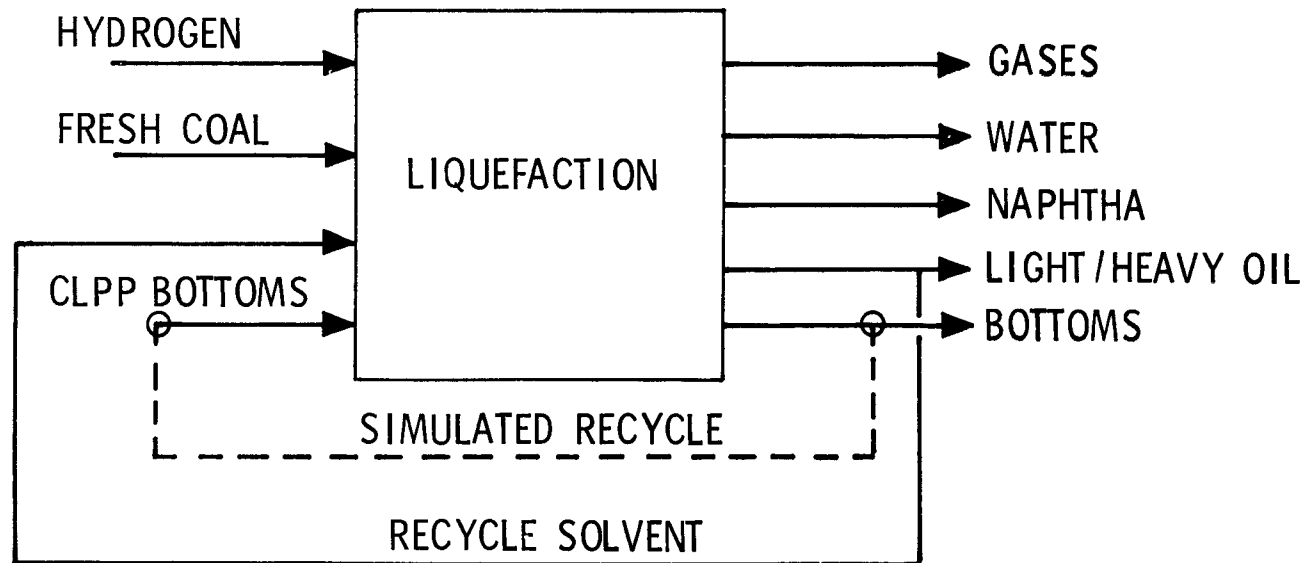 HYDROGEN
FRESH COAL
CLPP BOTTOMS
LIQUEFACTION
GASES
WATER
NAPHTHA
LIGHT/HEAVY OIL
BOTTOMS
SIMULATED RECYCLE
RECYCLE SOLVENT